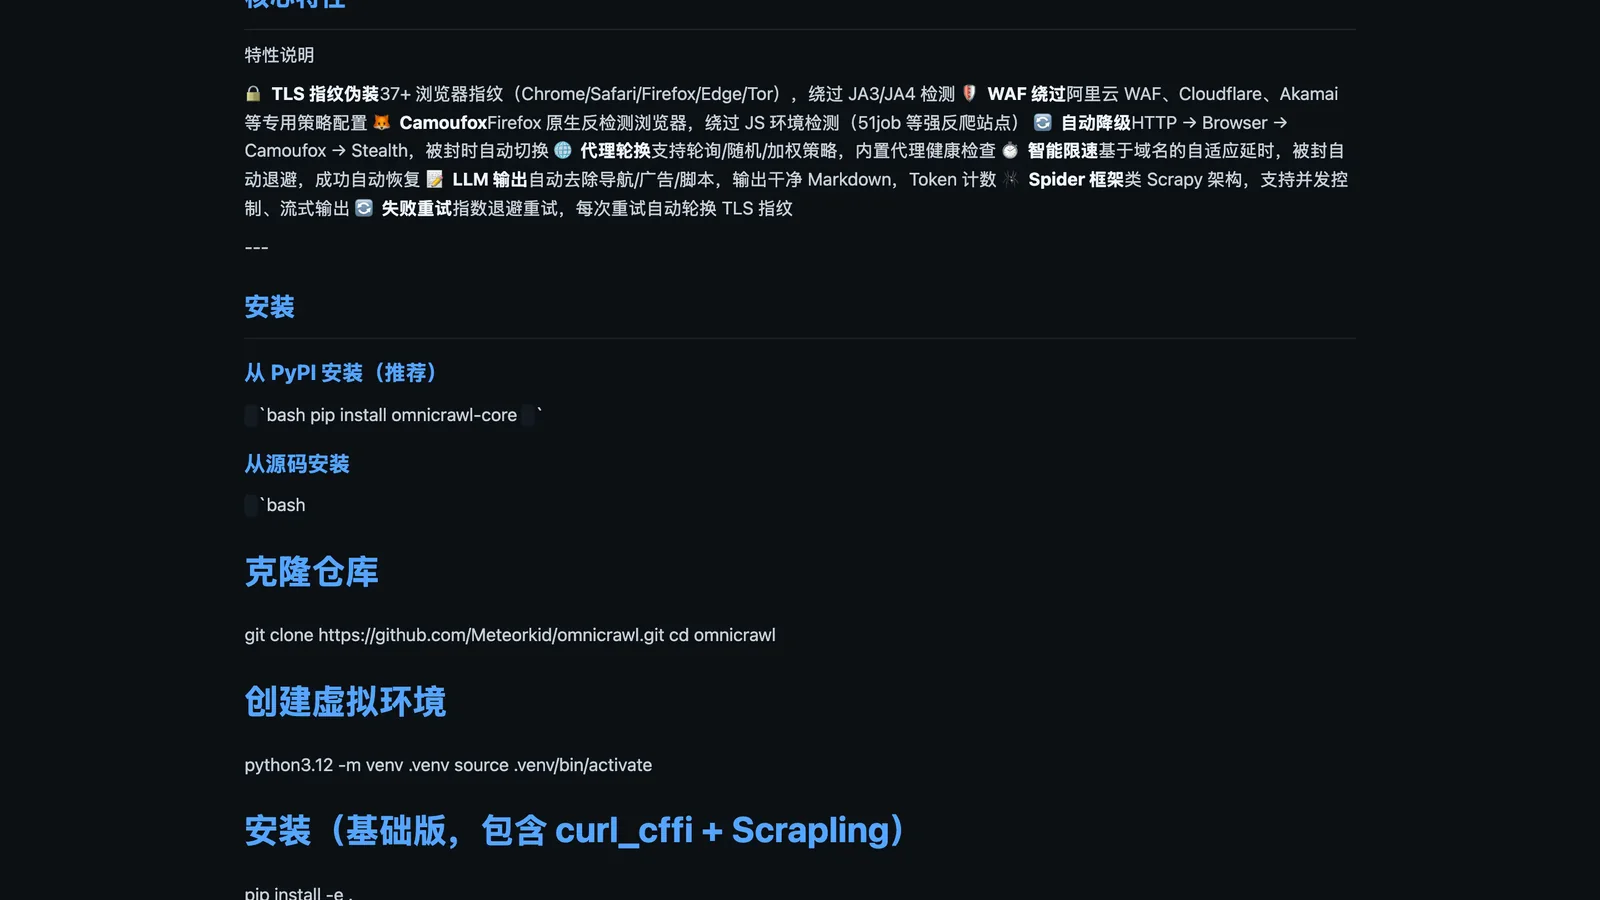 核心特性
特性说明
🔒 TLS 指纹伪装37+ 浏览器指纹（Chrome/Safari/Firefox/Edge/Tor），绕过 JA3/JA4 检测 🛡️ WAF 绕过阿里云 WAF、Cloudflare、Akamai
等专用策略配置 🦊 CamoufoxFirefox 原生反检测浏览器，绕过 JS 环境检测（51job 等强反爬站点） 🔄 自动降级HTTP → Browser →
Camoufox → Stealth，被封时自动切换 🌐 代理轮换支持轮询/随机/加权策略，内置代理健康检查 ⏱️ 智能限速基于域名的自适应延时，被封自
动退避，成功自动恢复 📝 LLM 输出自动去除导航/广告/脚本，输出干净 Markdown，Token 计数 🕷️ Spider 框架类 Scrapy 架构，支持并发控
制、流式输出 🔄 失败重试指数退避重试，每次重试自动轮换 TLS 指纹
---
安装
从 PyPI 安装（推荐）
`bash pip install omnicrawl-core `
从源码安装
`bash
克隆仓库
git clone https://github.com/Meteorkid/omnicrawl.git cd omnicrawl
创建虚拟环境
python3.12 -m venv .venv source .venv/bin/activate
安装（基础版，包含 curl_cffi + Scrapling）
pip install -e .